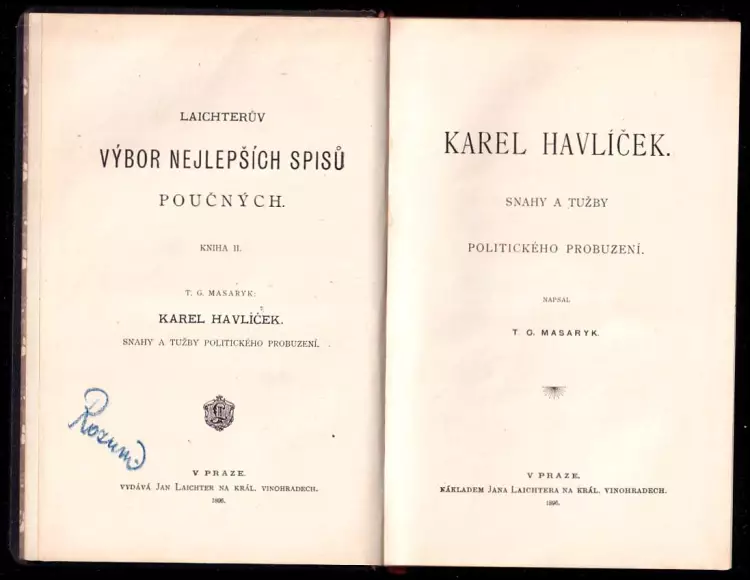 LAICHTERŮV
VÝBOR NEJLEPŠÍCH SPISŮ
POUČNÝCH.
KNIHA II.
T. G. MASARYK:
KAREL HAVLÍČEK.
SNAHY A TUŽBY POLITICKÉHO PROBUZENÍ.
Rozum
V PRAZE.
VYDÁVÁ JAN LAICHTER NA KRÁL. VINOHRADECH.
1896.
KAREL HAVLÍČEK.
SNAHY A TUŽBY
POLITICKÉHO PROBUZENÍ.
NAPSAL
T. G. MASARYK.
V PRAZE.
NÁKLADEM JANA LAICHTERA NA KRÁL. VINOHRADECH.
1896.